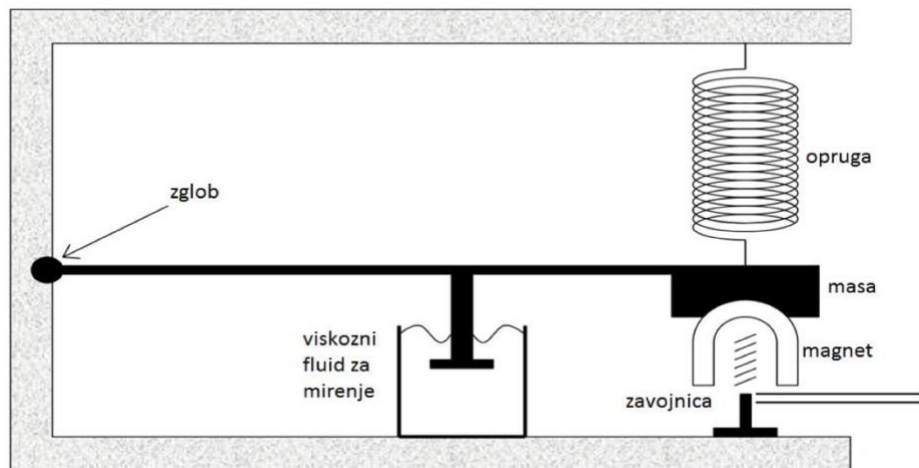 opruga
zglob
masa
viskozni
fluid za
mirenje
magnet
zavojnica